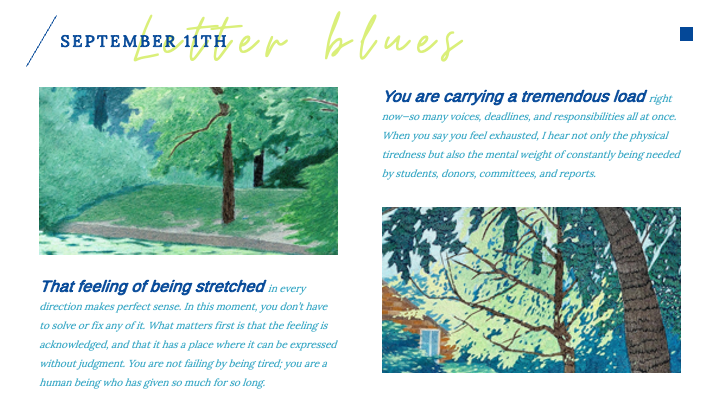 Letter blues
SEPTEMBER 11TH
You are carrying a tremendous load right
now—so many voices, deadlines, and responsibilities all at once.
When you say you feel exhausted, I hear not only the physical
tiredness but also the mental weight of constantly being needed
by students, donors, committees, and reports.
That feeling of being stretched in every
direction makes perfect sense. In this moment, you don't have
to solve or fix any of it. What matters first is that the feeling is
acknowledged, and that it has a place where it can be expressed
without judgment. You are not failing by being tired; you are a
human being who has given so much for so long.